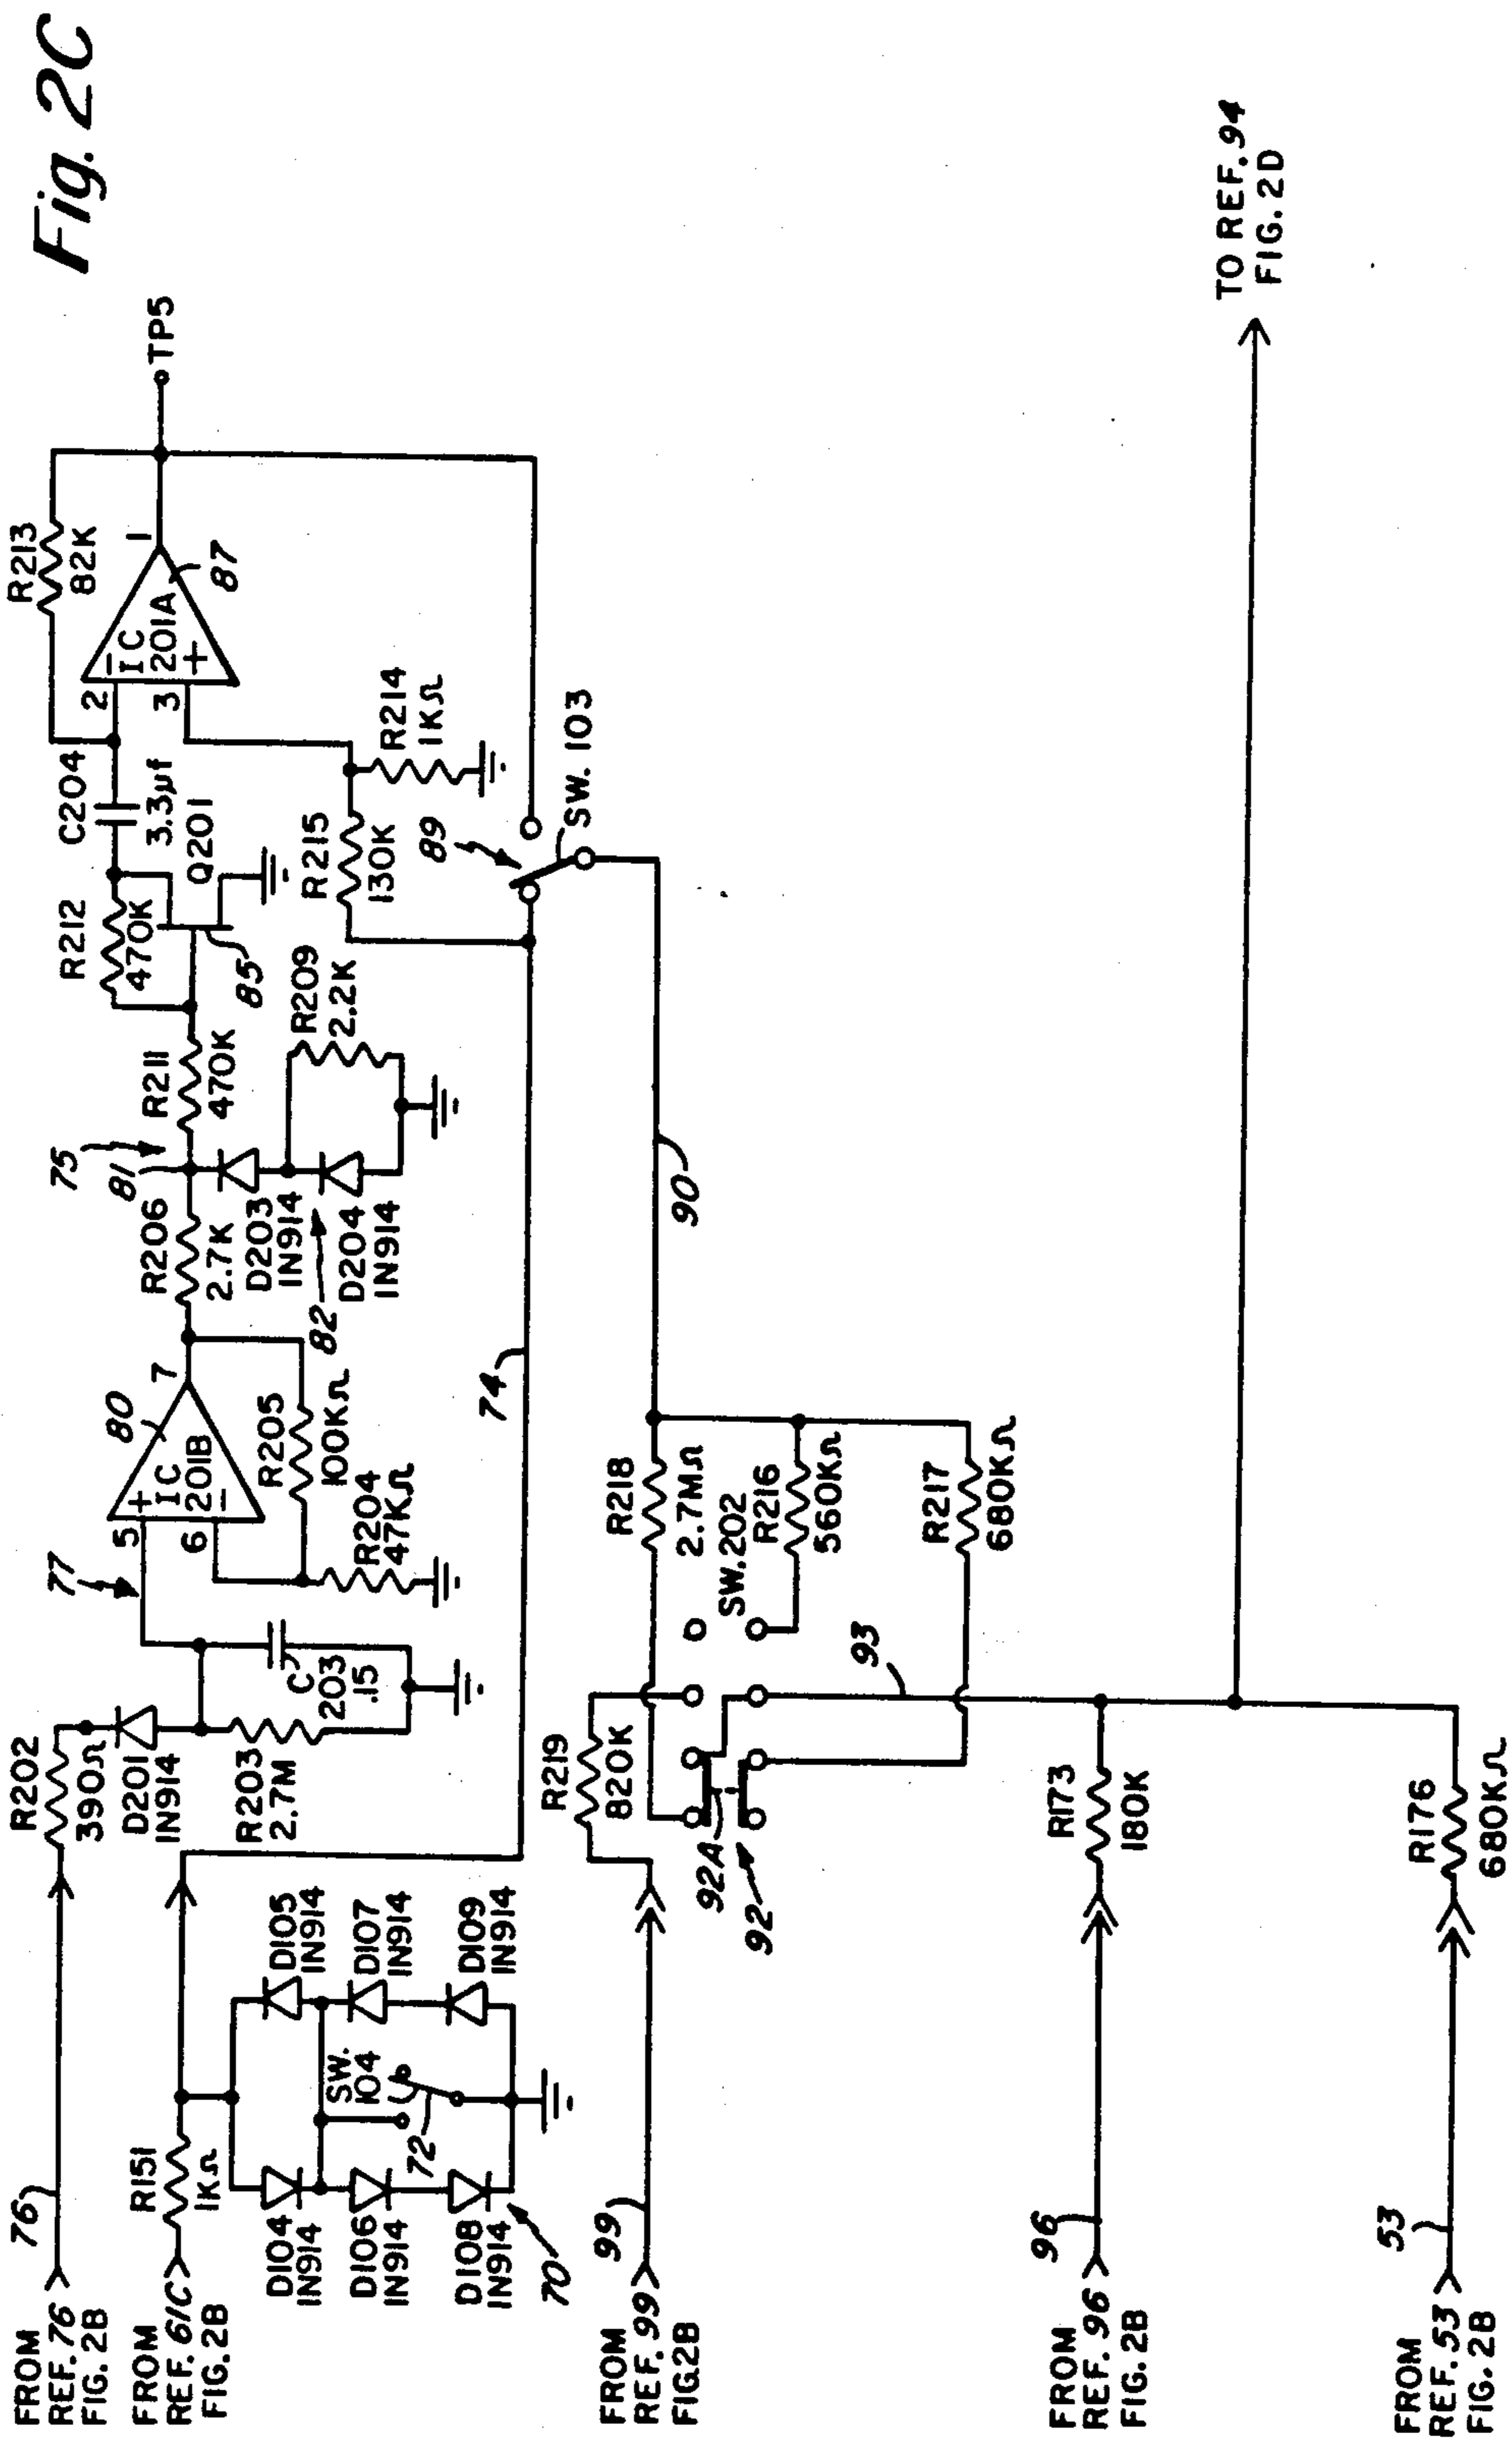 Fig. 2C
FROM
REF. 76
FIG. 2B
76
R202
390Ω
D201
IN914
R203
2.7M
C
203
.15
77
5
6
+
IC
201B
−
80
7
R204
47KΩ
R205
100KΩ
R206
2.7K
75
81
D203
IN914
82
D204
IN914
R209
2.2K
R211
470K
R212
470K
85
Q201
C204
3.3µf
2
3
−
IC
201A
+
87
1
R213
82K
TP5
R215
130K
R214
1KΩ
89
SW. 103
FROM
REF. 61C
FIG. 2B
R151
1KΩ
D104
IN914
D106
IN914
D108
IN914
D105
IN914
D107
IN914
D109
IN914
SW.
104
72
70
74
90
FROM
REF. 99
FIG.2B
99
R219
820K
92A
92
R218
2.7MΩ
SW.202
R216
560KΩ
R217
680KΩ
93
FROM
REF. 96
FIG. 2B
96
R173
180K
TO REF. 94
FIG. 2D
FROM
REF. 53
FIG. 2B
53
R176
680KΩ